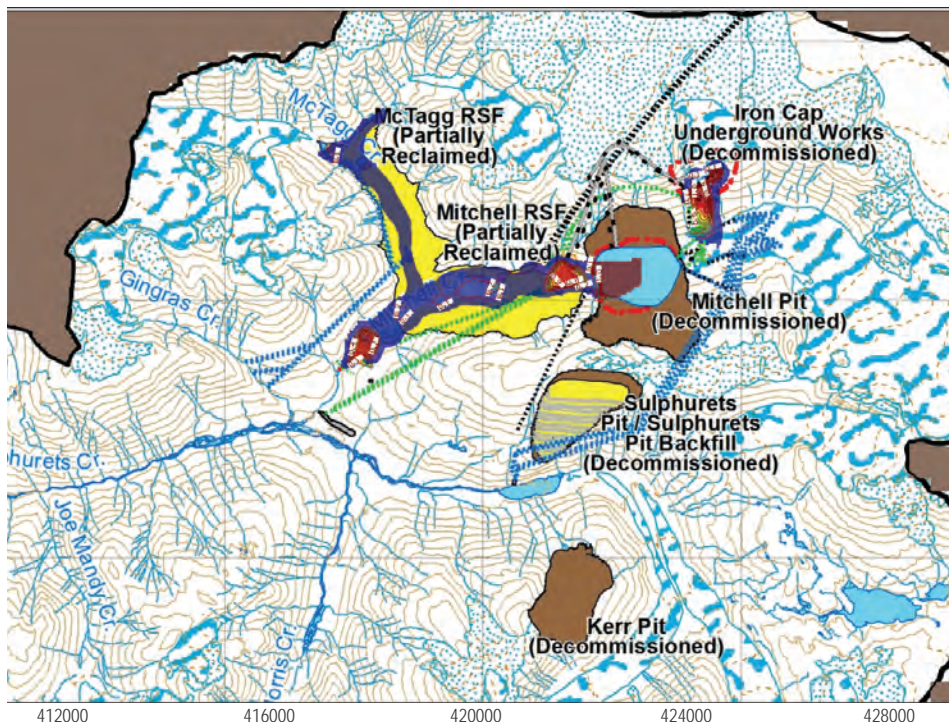 McTagg C
McTagg RSF
(Partially
Reclaimed)
Iron Cap
Underground Works
(Decommissioned)
Mitchell RSF
(Partially
Reclaimed)
Gingras Cr.
Mitchell Pit
(Decommissioned)
Sulphurets
Pit / Sulphurets
Pit Backfill
(Decommissioned)
hurets Cr.
Joe Mandy Cr.
orris Cr.
Kerr Pit
(Decommissioned)
412000 416000 420000 424000 428000